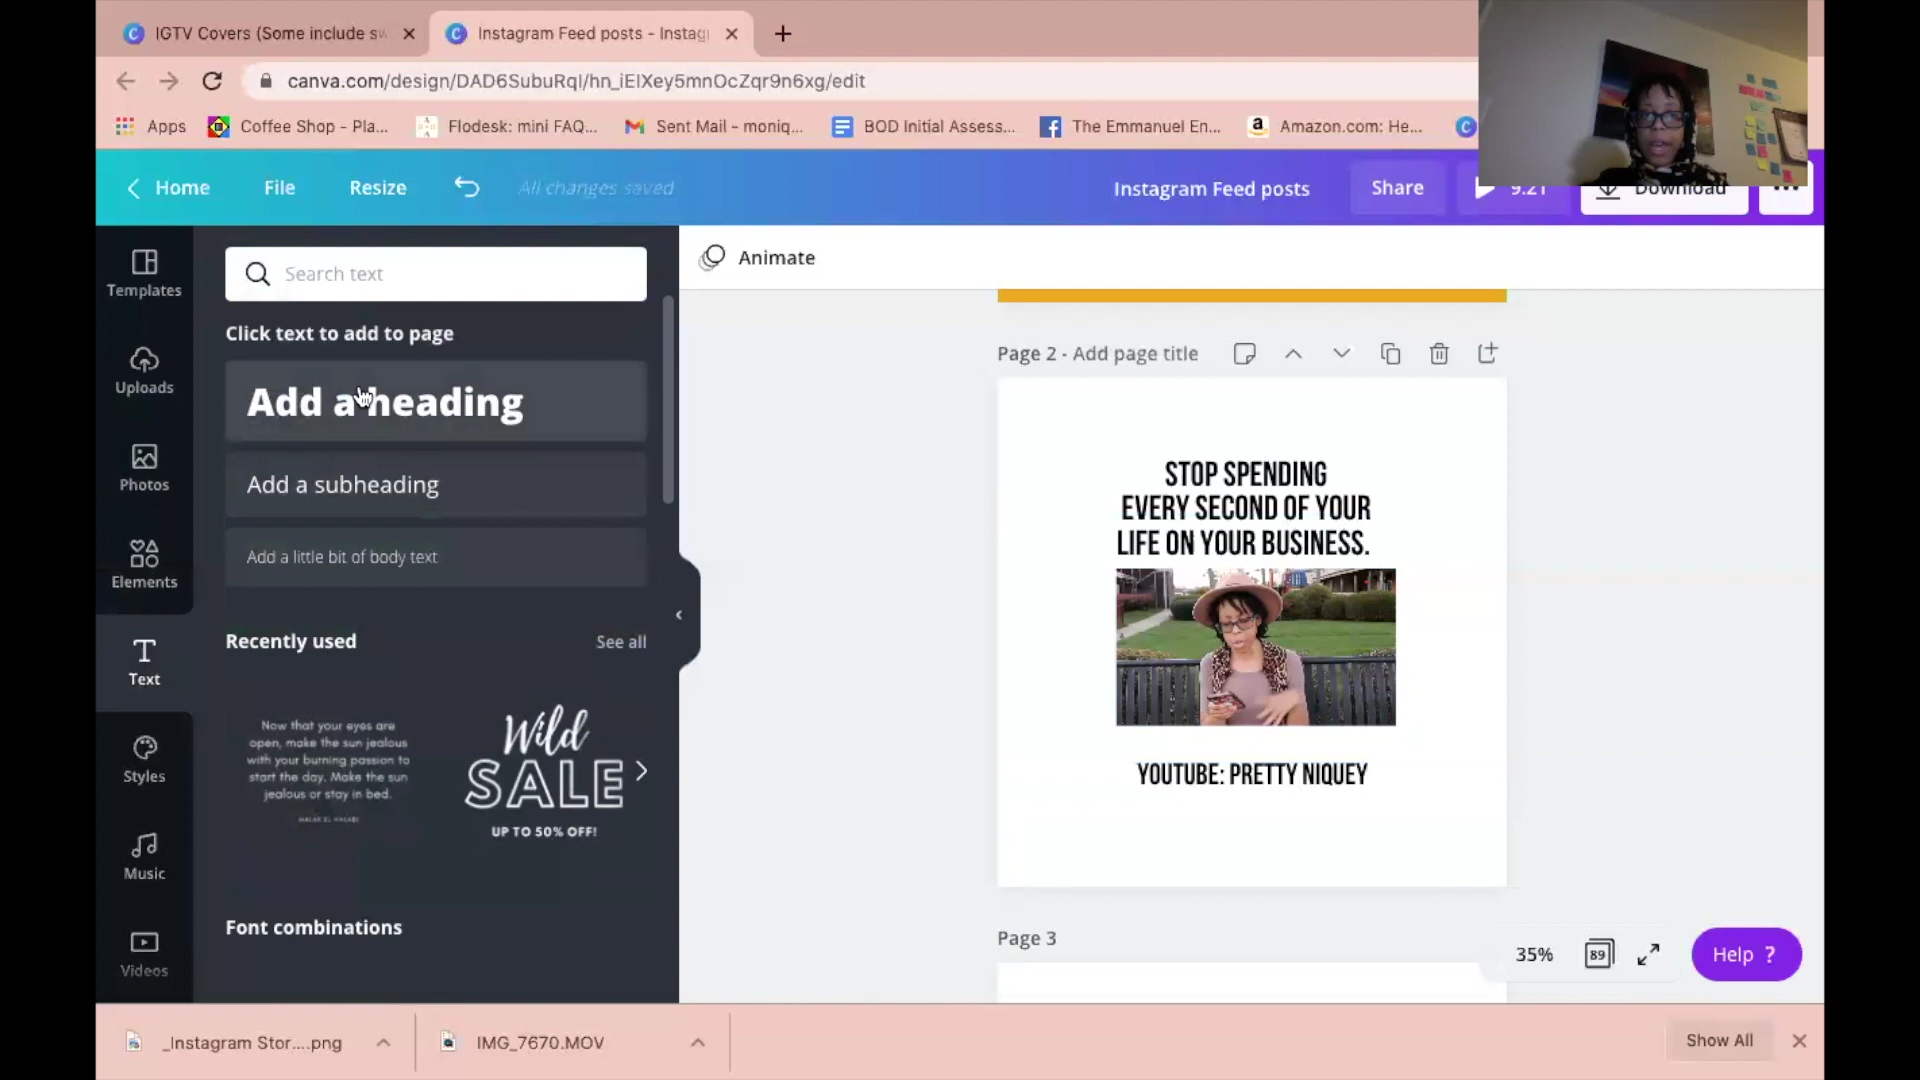 IGTV Covers (Some include sw
Instagram Feed posts - Instag
canva.com/design/DAD6SubuRqI/hn_iEIXey5mnOcZqr9n6xg/edit
Apps
Coffee Shop - Pla...
Flodesk: mini FAQ...
Sent Mail - moniq...
BOD Initial Assess...
The Emmanuel En...
Amazon.com: He...
Home
File
Resize
All changes saved
Instagram Feed posts
Share
9.21
Download
Templates
Uploads
Photos
Elements
Text
Styles
Music
Videos
Search text
Click text to add to page
Add a heading
Add a subheading
Add a little bit of body text
Recently used
See all
Now that your eyes are
open, make the sun jealous
with your burning passion to
start the day. Make the sun
jealous or stay in bed.
MALAK EL HALABI
Wild
SALE
UP TO 50% OFF!
Font combinations
Animate
Page 2 - Add page title
STOP SPENDING
EVERY SECOND OF YOUR
LIFE ON YOUR BUSINESS.
YOUTUBE: PRETTY NIQUEY
Page 3
35%
89
Help ?
_Instagram Stor....png
IMG_7670.MOV
Show All